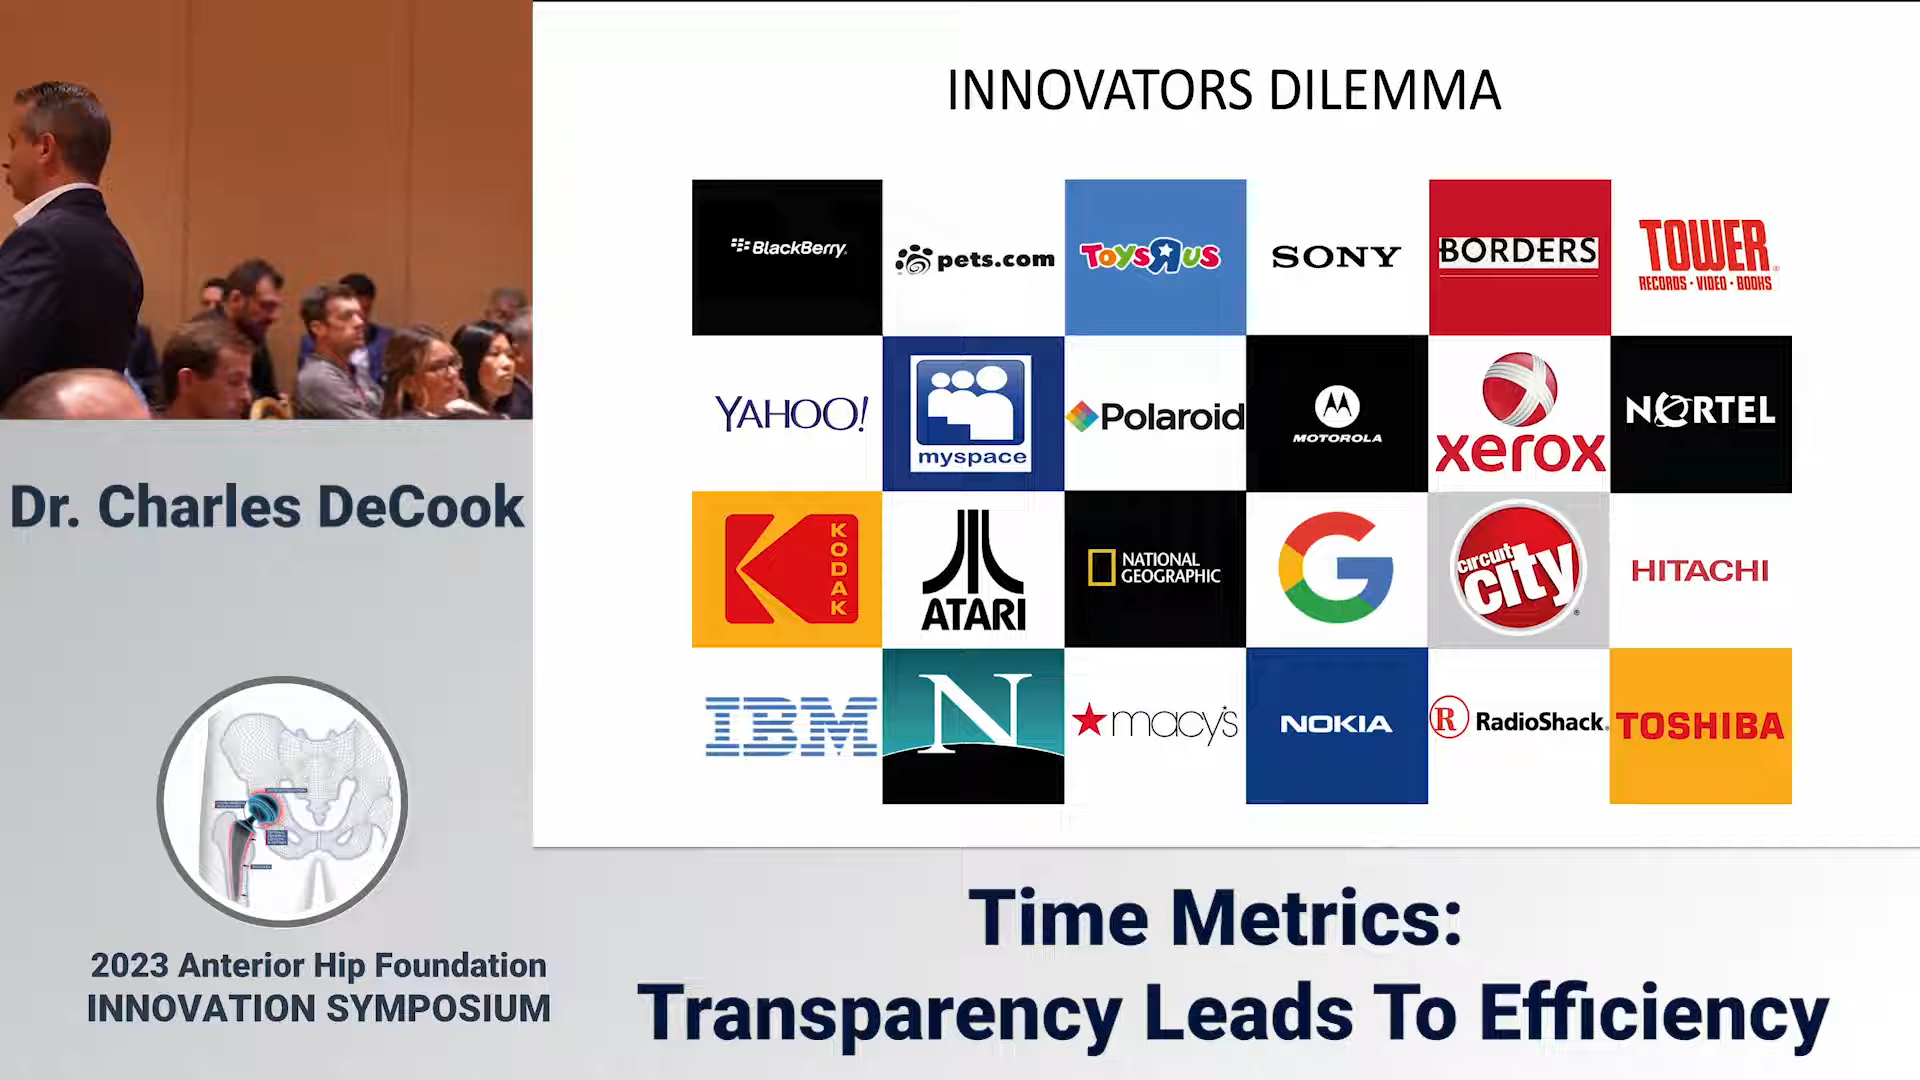 INNOVATORS DILEMMA
BlackBerry
pets.com
TOYS R US
SONY
BORDERS
TOWER
RECORDS · VIDEO · BOOKS
YAHOO!
myspace
Polaroid
MOTOROLA
xerox
NORTEL
KODAK
ATARI
NATIONAL
GEOGRAPHIC
G
circuit
city
HITACHI
IBM
N
macy's
NOKIA
R RadioShack
TOSHIBA
Dr. Charles DeCook
2023 Anterior Hip Foundation
INNOVATION SYMPOSIUM
Time Metrics:
Transparency Leads To Efficiency